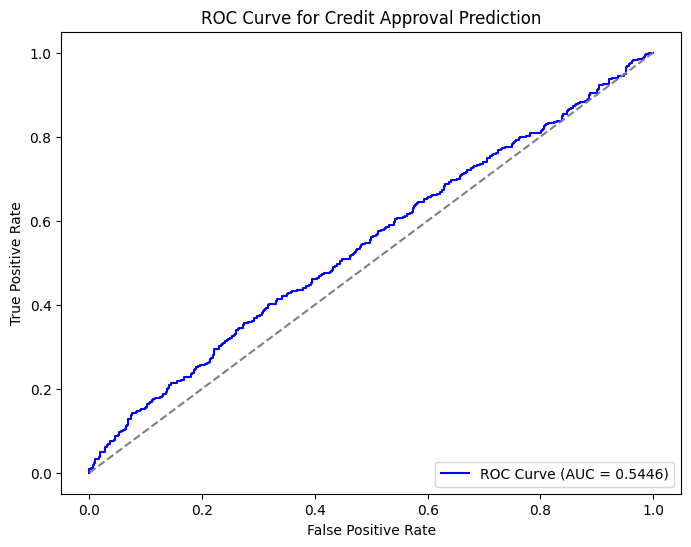 ROC Curve for Credit Approval Prediction
1.0
0.8
0.6
0.4
0.2
0.0
True Positive Rate
ROC Curve (AUC = 0.5446)
0.0 0.2 0.4 0.6 0.8 1.0
False Positive Rate